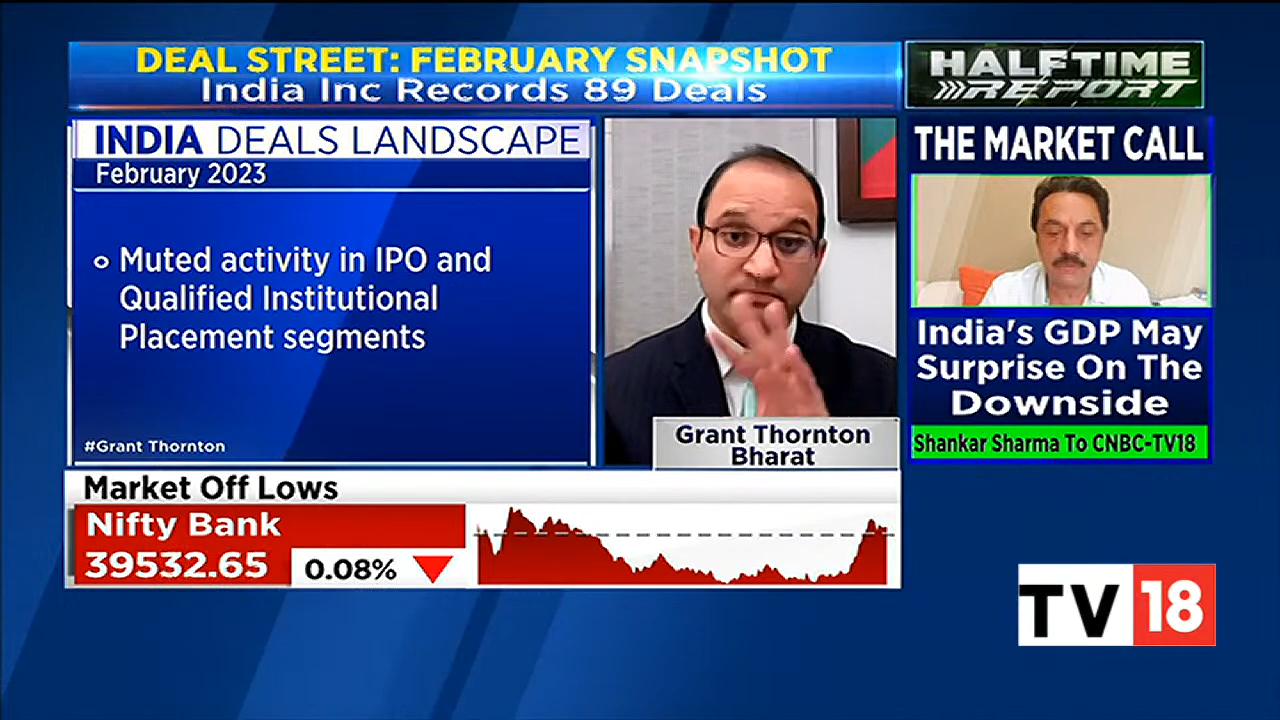 DEAL STREET: FEBRUARY SNAPSHOT
India Inc Records 89 Deals
HALFTIME
REPORT
INDIA DEALS LANDSCAPE
February 2023
Muted activity in IPO and
Qualified Institutional
Placement segments
#Grant Thornton
Grant Thornton
Bharat
THE MARKET CALL
India's GDP May
Surprise On The
Downside
Shankar Sharma To CNBC-TV18
Market Off Lows
Nifty Bank
39532.65 0.08%
TV18